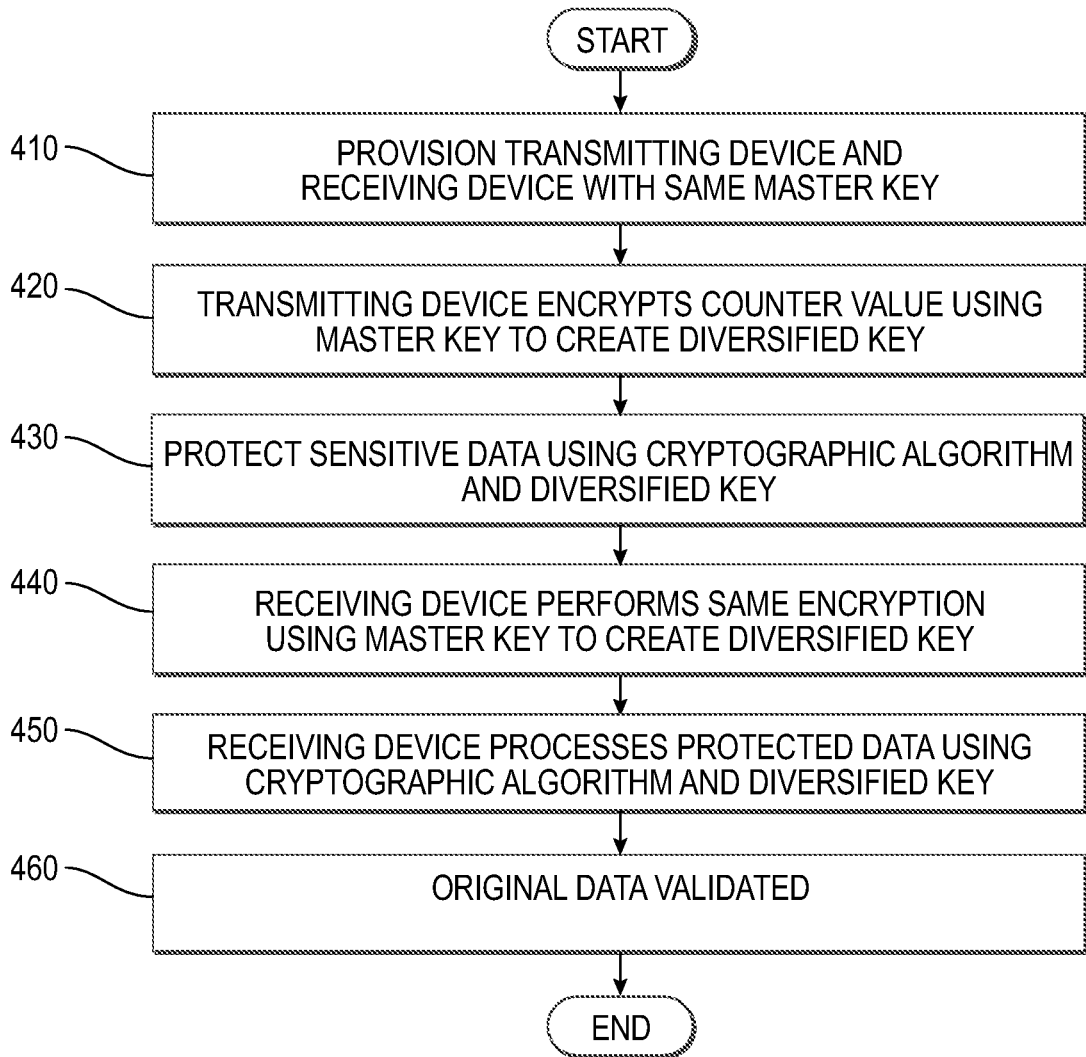 START
410
PROVISION TRANSMITTING DEVICE AND
RECEIVING DEVICE WITH SAME MASTER KEY
420
TRANSMITTING DEVICE ENCRYPTS COUNTER VALUE USING
MASTER KEY TO CREATE DIVERSIFIED KEY
430
PROTECT SENSITIVE DATA USING CRYPTOGRAPHIC ALGORITHM
AND DIVERSIFIED KEY
440
RECEIVING DEVICE PERFORMS SAME ENCRYPTION
USING MASTER KEY TO CREATE DIVERSIFIED KEY
450
RECEIVING DEVICE PROCESSES PROTECTED DATA USING
CRYPTOGRAPHIC ALGORITHM AND DIVERSIFIED KEY
460
ORIGINAL DATA VALIDATED
END